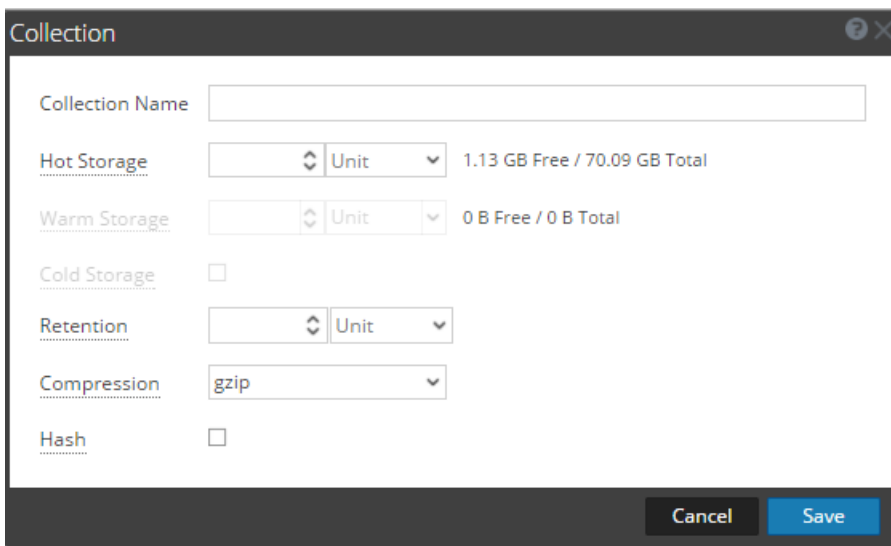 Collection
Collection Name
Hot Storage Unit 1.13 GB Free / 70.09 GB Total
Warm Storage Unit 0 B Free / 0 B Total
Cold Storage
Retention Unit
Compression gzip
Hash
Cancel Save